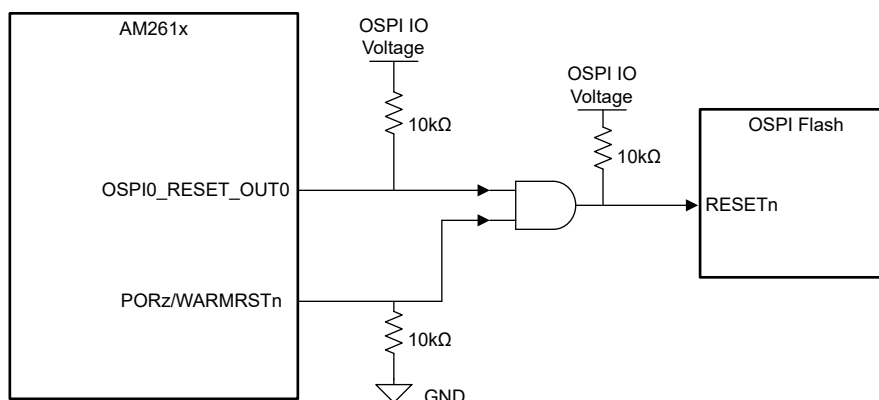 AM261x
OSPI IO
Voltage
10kΩ
OSPI IO
Voltage
10kΩ
OSPI Flash
OSPI0_RESET_OUT0
RESETn
PORz/WARMRSTn
10kΩ
GND